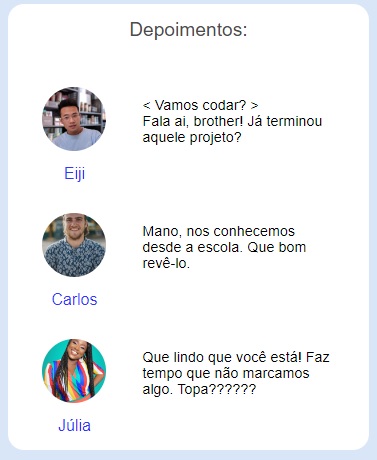 Depoimentos:
< Vamos codar? >
Fala ai, brother! Já terminou
aquele projeto?
Eiji
Mano, nos conhecemos
desde a escola. Que bom
revê-lo.
Carlos
Que lindo que você está! Faz
tempo que não marcamos
algo. Topa??????
Júlia